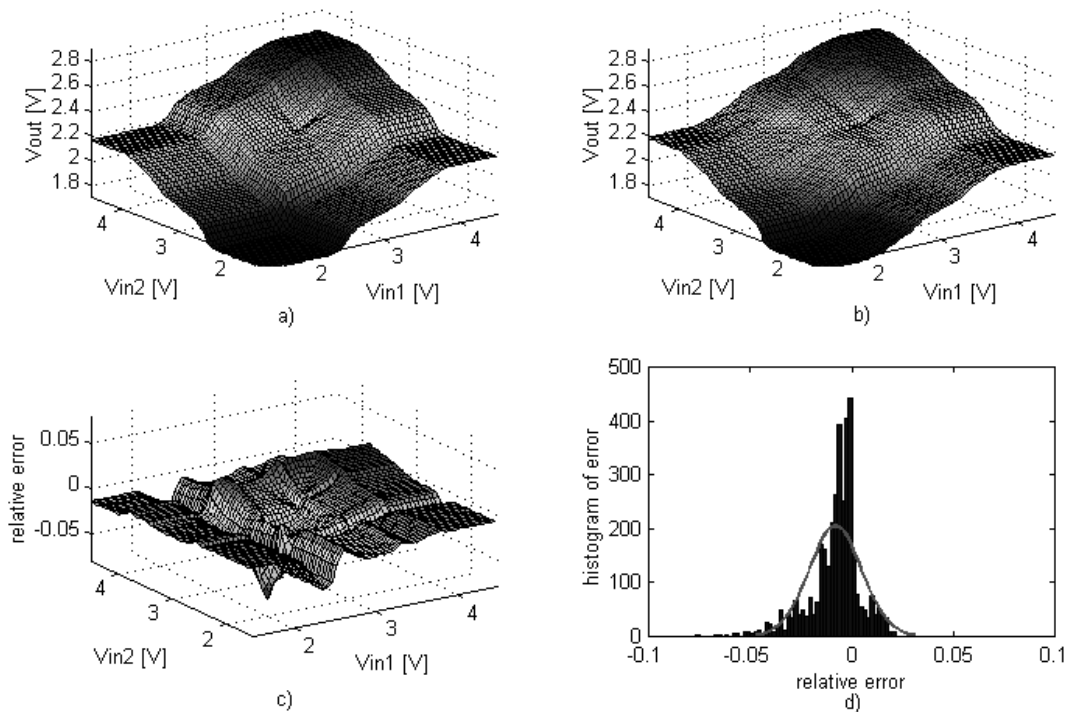 2.8
2.6
2.4
2.2
2
1.8
Vout [V]
4
3
2
Vin2 [V]
2
3
4
Vin1 [V]
a)
2.8
2.6
2.4
2.2
2
1.8
Vout [V]
4
3
2
Vin2 [V]
2
3
4
Vin1 [V]
b)
0.05
0
-0.05
relative error
4
3
2
Vin2 [V]
2
3
4
Vin1 [V]
c)
500
400
300
200
100
0
histogram of error
-0.1
-0.05
0
0.05
0.1
relative error
d)